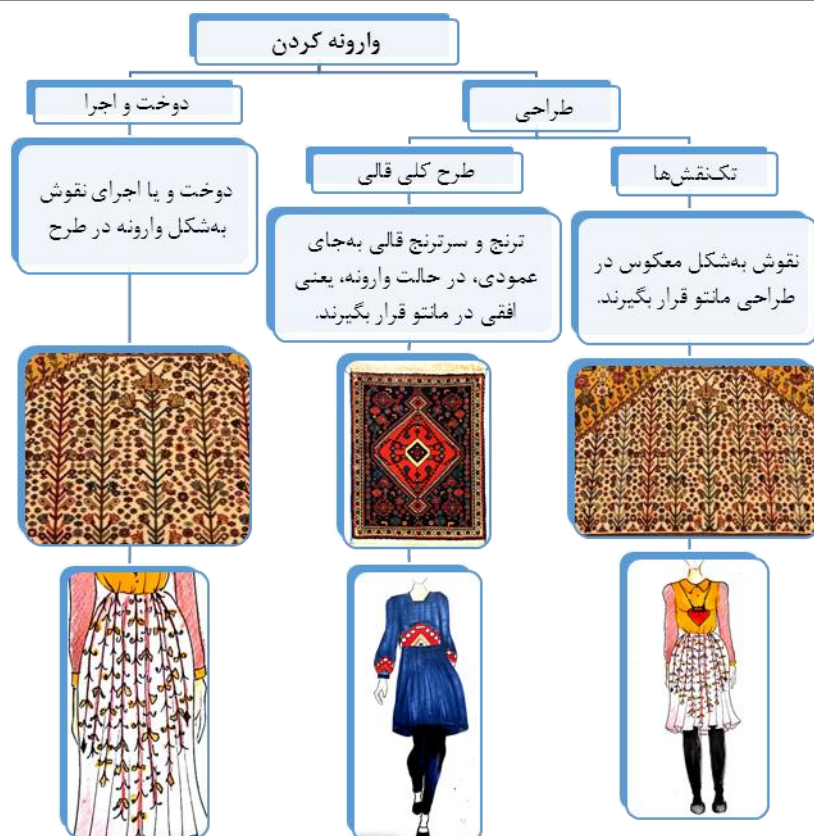 وارونه کردن
طراحی
دوخت و اجرا
تک‌نقش‌ها
طرح کلی قالی
نقوش به‌شکل معکوس در
طراحی مانتو قرار بگیرند.
ترنج و سرترنج قالی به‌جای
عمودی، در حالت وارونه، یعنی
افقی در مانتو قرار بگیرند.
دوخت و یا اجرای نقوش
به‌شکل وارونه در طرح